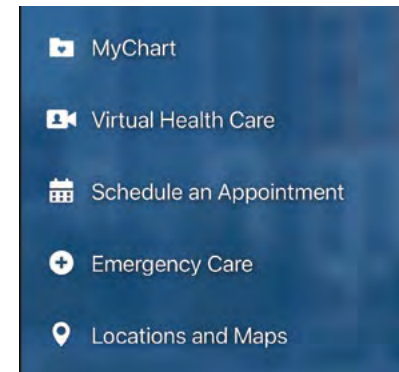 MyChart
Virtual Health Care
Schedule an Appointment
Emergency Care
Locations and Maps